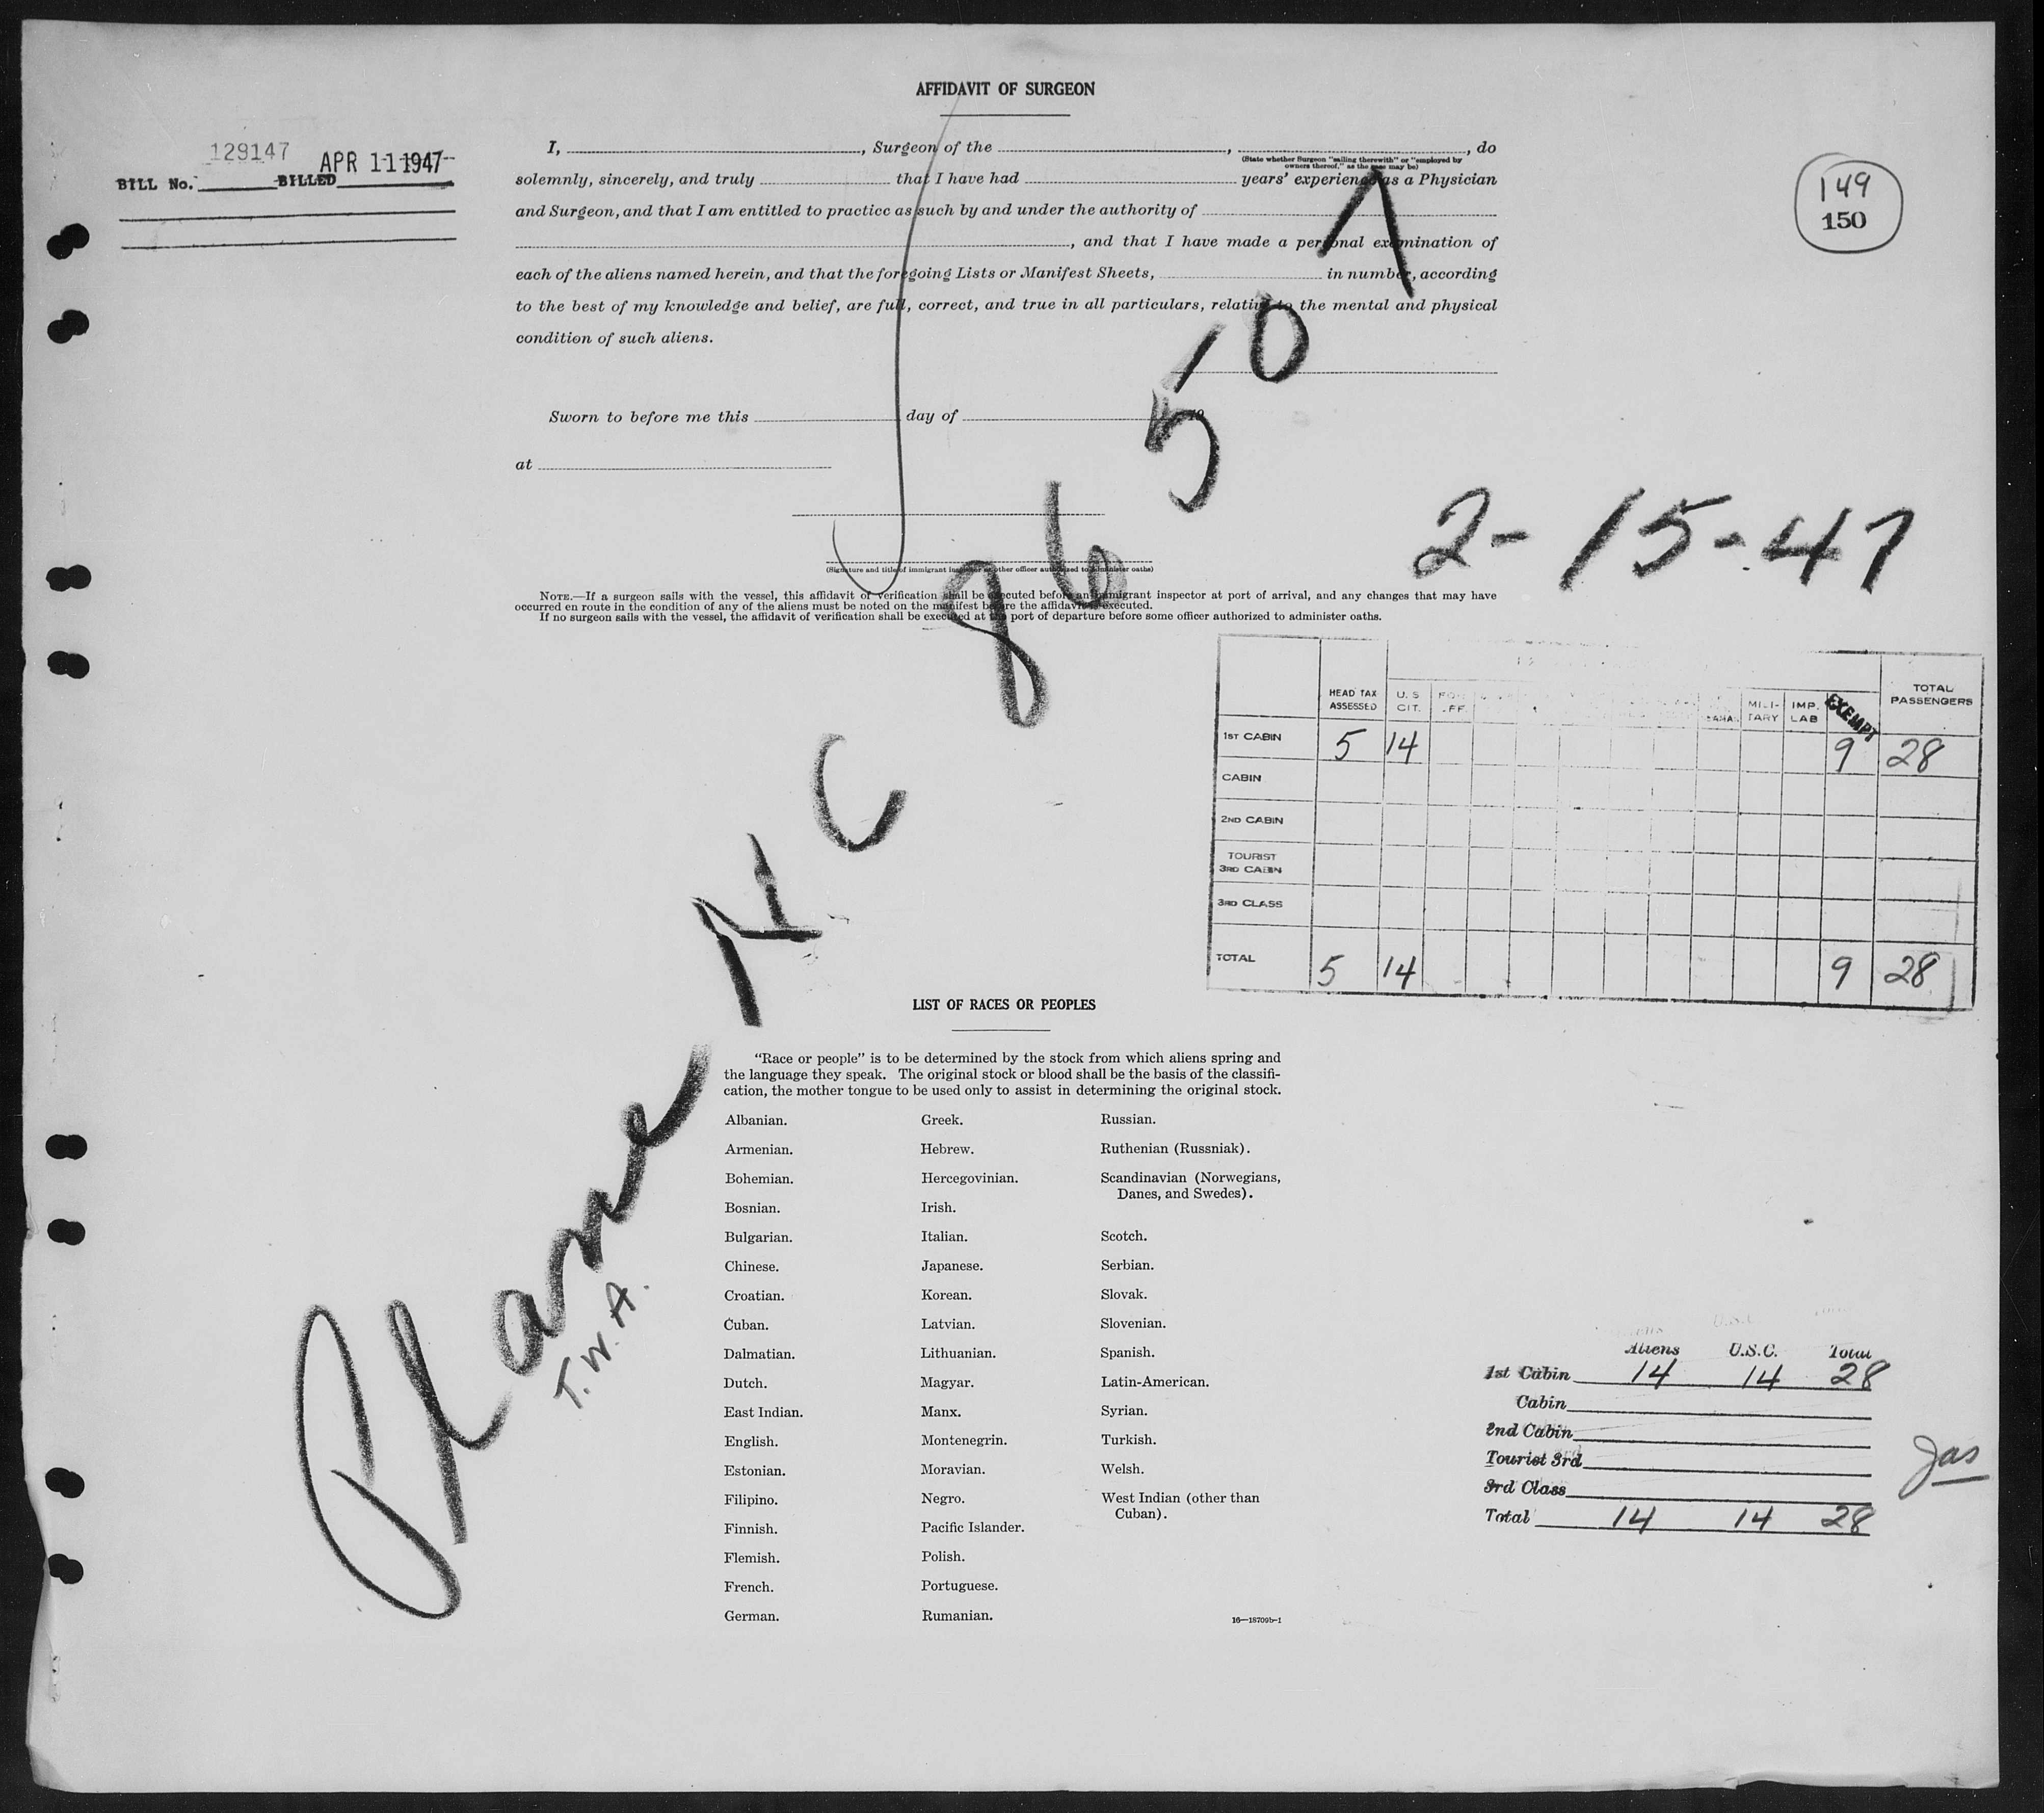 AFFIDAVIT OF SURGEON
129147 APR 11 1947
BILL No. BILLED
149
150
I, , Surgeon of the , , do
(State whether Surgeon "sailing therewith" or "employed by
owners thereof," as the case may be)
solemnly, sincerely, and truly that I have had years' experience as a Physician
and Surgeon, and that I am entitled to practice as such by and under the authority of
, and that I have made a personal examination of
each of the aliens named herein, and that the foregoing Lists or Manifest Sheets, in number, according
to the best of my knowledge and belief, are full, correct, and true in all particulars, relative to the mental and physical
condition of such aliens.
Sworn to before me this day of 19
at
(Signature and title of immigrant inspector or other officer authorized to administer oaths)
NOTE.—If a surgeon sails with the vessel, this affidavit of verification shall be executed before an immigrant inspector at port of arrival, and any changes that may have
occurred en route in the condition of any of the aliens must be noted on the manifest before the affidavit is executed.
If no surgeon sails with the vessel, the affidavit of verification shall be executed at the port of departure before some officer authorized to administer oaths.
Plane NC 86507
T.W.A.
2-15-47
HEAD TAX ASSESSED U.S CIT. MILI-TARY IMP. LAB EXEMPT TOTAL PASSENGERS
1ST CABIN 5 14 9 28
CABIN
2ND CABIN
TOURIST
3RD CABIN
3RD CLASS
TOTAL 5 14 9 28
LIST OF RACES OR PEOPLES
"Race or people" is to be determined by the stock from which aliens spring and
the language they speak. The original stock or blood shall be the basis of the classifi-
cation, the mother tongue to be used only to assist in determining the original stock.
Albanian. Greek. Russian.
Armenian. Hebrew. Ruthenian (Russniak).
Bohemian. Hercegovinian. Scandinavian (Norwegians,
Danes, and Swedes).
Bosnian. Irish.
Bulgarian. Italian. Scotch.
Chinese. Japanese. Serbian.
Croatian. Korean. Slovak.
Cuban. Latvian. Slovenian.
Dalmatian. Lithuanian. Spanish.
Dutch. Magyar. Latin-American.
East Indian. Manx. Syrian.
English. Montenegrin. Turkish.
Estonian. Moravian. Welsh.
Filipino. Negro. West Indian (other than
Cuban).
Finnish. Pacific Islander.
Flemish. Polish.
French. Portuguese.
German. Rumanian.
16—18709b-1
Aliens U.S.C. Total
1st Cabin 14 14 28
Cabin
2nd Cabin
Tourist 3rd
3rd Class
Total 14 14 28
Jas